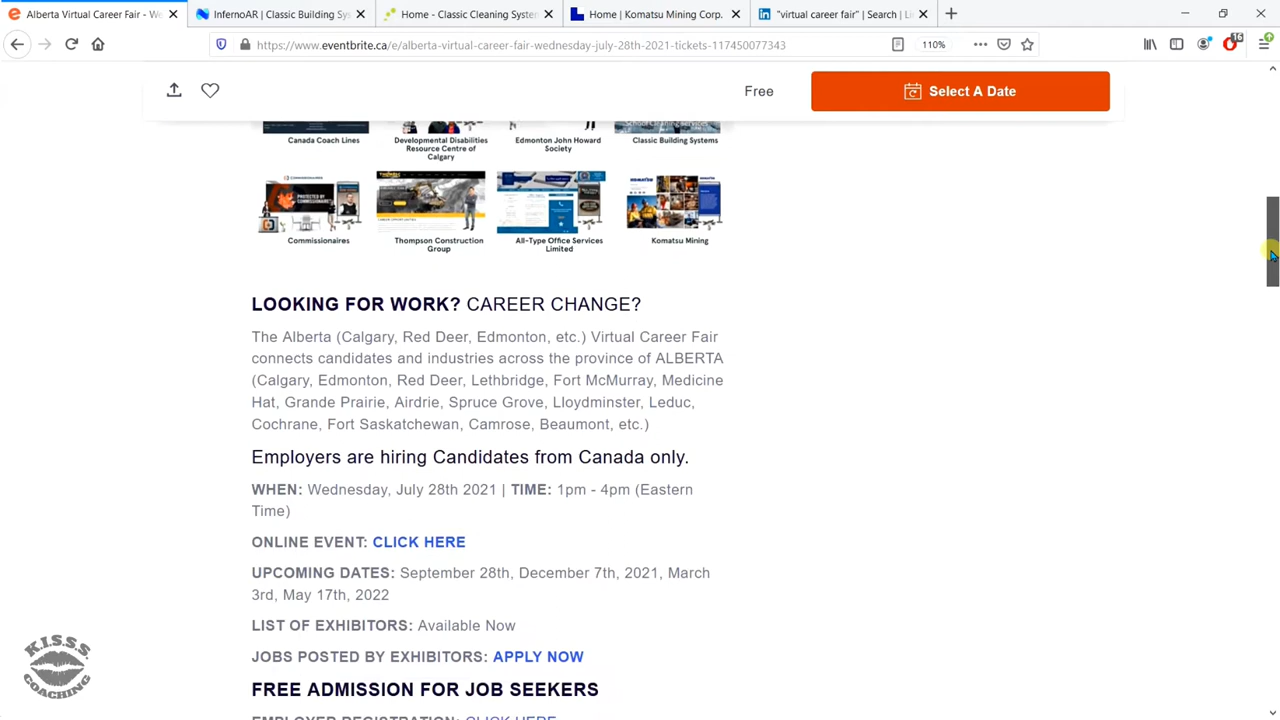 Alberta Virtual Career Fair - We
InfernoAR | Classic Building Sy
Home - Classic Cleaning System
Home | Komatsu Mining Corp.
"virtual career fair" | Search | Li
https://www.eventbrite.ca/e/alberta-virtual-career-fair-wednesday-july-28th-2021-tickets-117450077343
110%
16
Free
Select A Date
Canada Coach Lines
Developmental Disabilities
Resource Centre of
Calgary
Edmonton John Howard
Society
Classic Building Systems
Commissionaires
Thompson Construction
Group
All-Type Office Services
Limited
Komatsu Mining
LOOKING FOR WORK? CAREER CHANGE?
The Alberta (Calgary, Red Deer, Edmonton, etc.) Virtual Career Fair
connects candidates and industries across the province of ALBERTA
(Calgary, Edmonton, Red Deer, Lethbridge, Fort McMurray, Medicine
Hat, Grande Prairie, Airdrie, Spruce Grove, Lloydminster, Leduc,
Cochrane, Fort Saskatchewan, Camrose, Beaumont, etc.)
Employers are hiring Candidates from Canada only.
WHEN: Wednesday, July 28th 2021 | TIME: 1pm - 4pm (Eastern
Time)
ONLINE EVENT: CLICK HERE
UPCOMING DATES: September 28th, December 7th, 2021, March
3rd, May 17th, 2022
LIST OF EXHIBITORS: Available Now
JOBS POSTED BY EXHIBITORS: APPLY NOW
FREE ADMISSION FOR JOB SEEKERS
EMPLOYER REGISTRATION: CLICK HERE
K.I.S.S.S.
COACHING